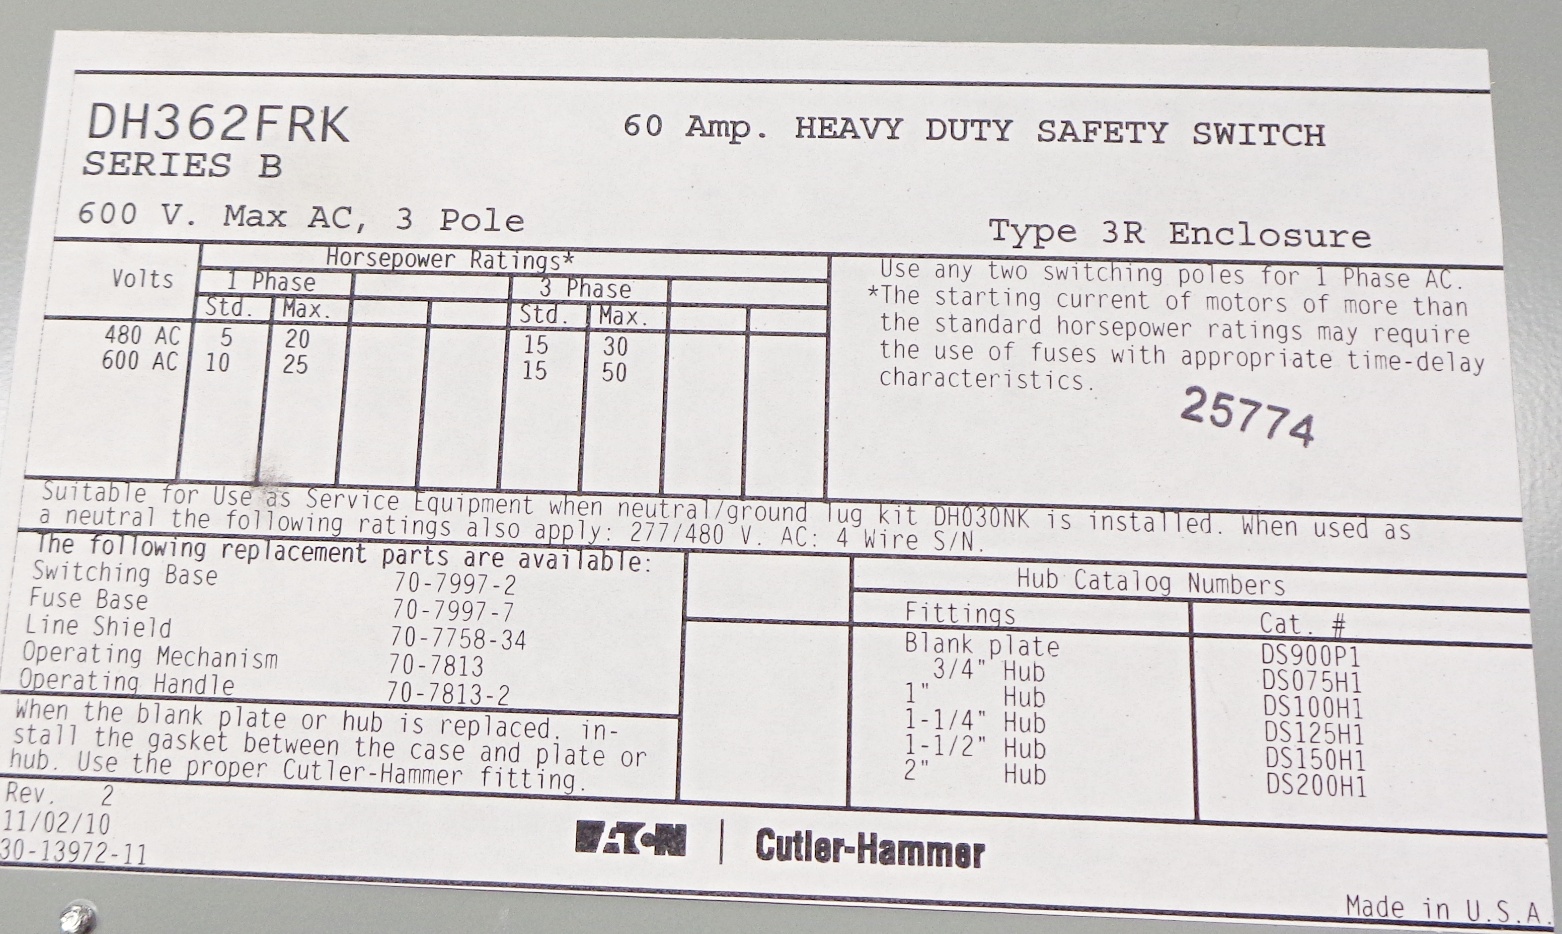 DH362FRK
60 Amp. HEAVY DUTY SAFETY SWITCH
SERIES B
600 V. Max AC, 3 Pole
Type 3R Enclosure
Volts
Horsepower Ratings*
1 Phase
3 Phase
Std. Max. Std. Max.
480 AC 5 20 15 30
600 AC 10 25 15 50
Use any two switching poles for 1 Phase AC.
*The starting current of motors of more than
the standard horsepower ratings may require
the use of fuses with appropriate time-delay
characteristics.
25774
Suitable for Use as Service Equipment when neutral/ground lug kit DH030NK is installed. When used as
a neutral the following ratings also apply: 277/480 V. AC: 4 Wire S/N.
The following replacement parts are available:
Switching Base 70-7997-2
Fuse Base 70-7997-7
Line Shield 70-7758-34
Operating Mechanism 70-7813
Operating Handle 70-7813-2
When the blank plate or hub is replaced, in-
stall the gasket between the case and plate or
hub. Use the proper Cutler-Hammer fitting.
Hub Catalog Numbers
Fittings Cat. #
Blank plate DS900P1
3/4" Hub DS075H1
1" Hub DS100H1
1-1/4" Hub DS125H1
1-1/2" Hub DS150H1
2" Hub DS200H1
Rev. 2
11/02/10
30-13972-11
EATON | Cutler-Hammer
Made in U.S.A.